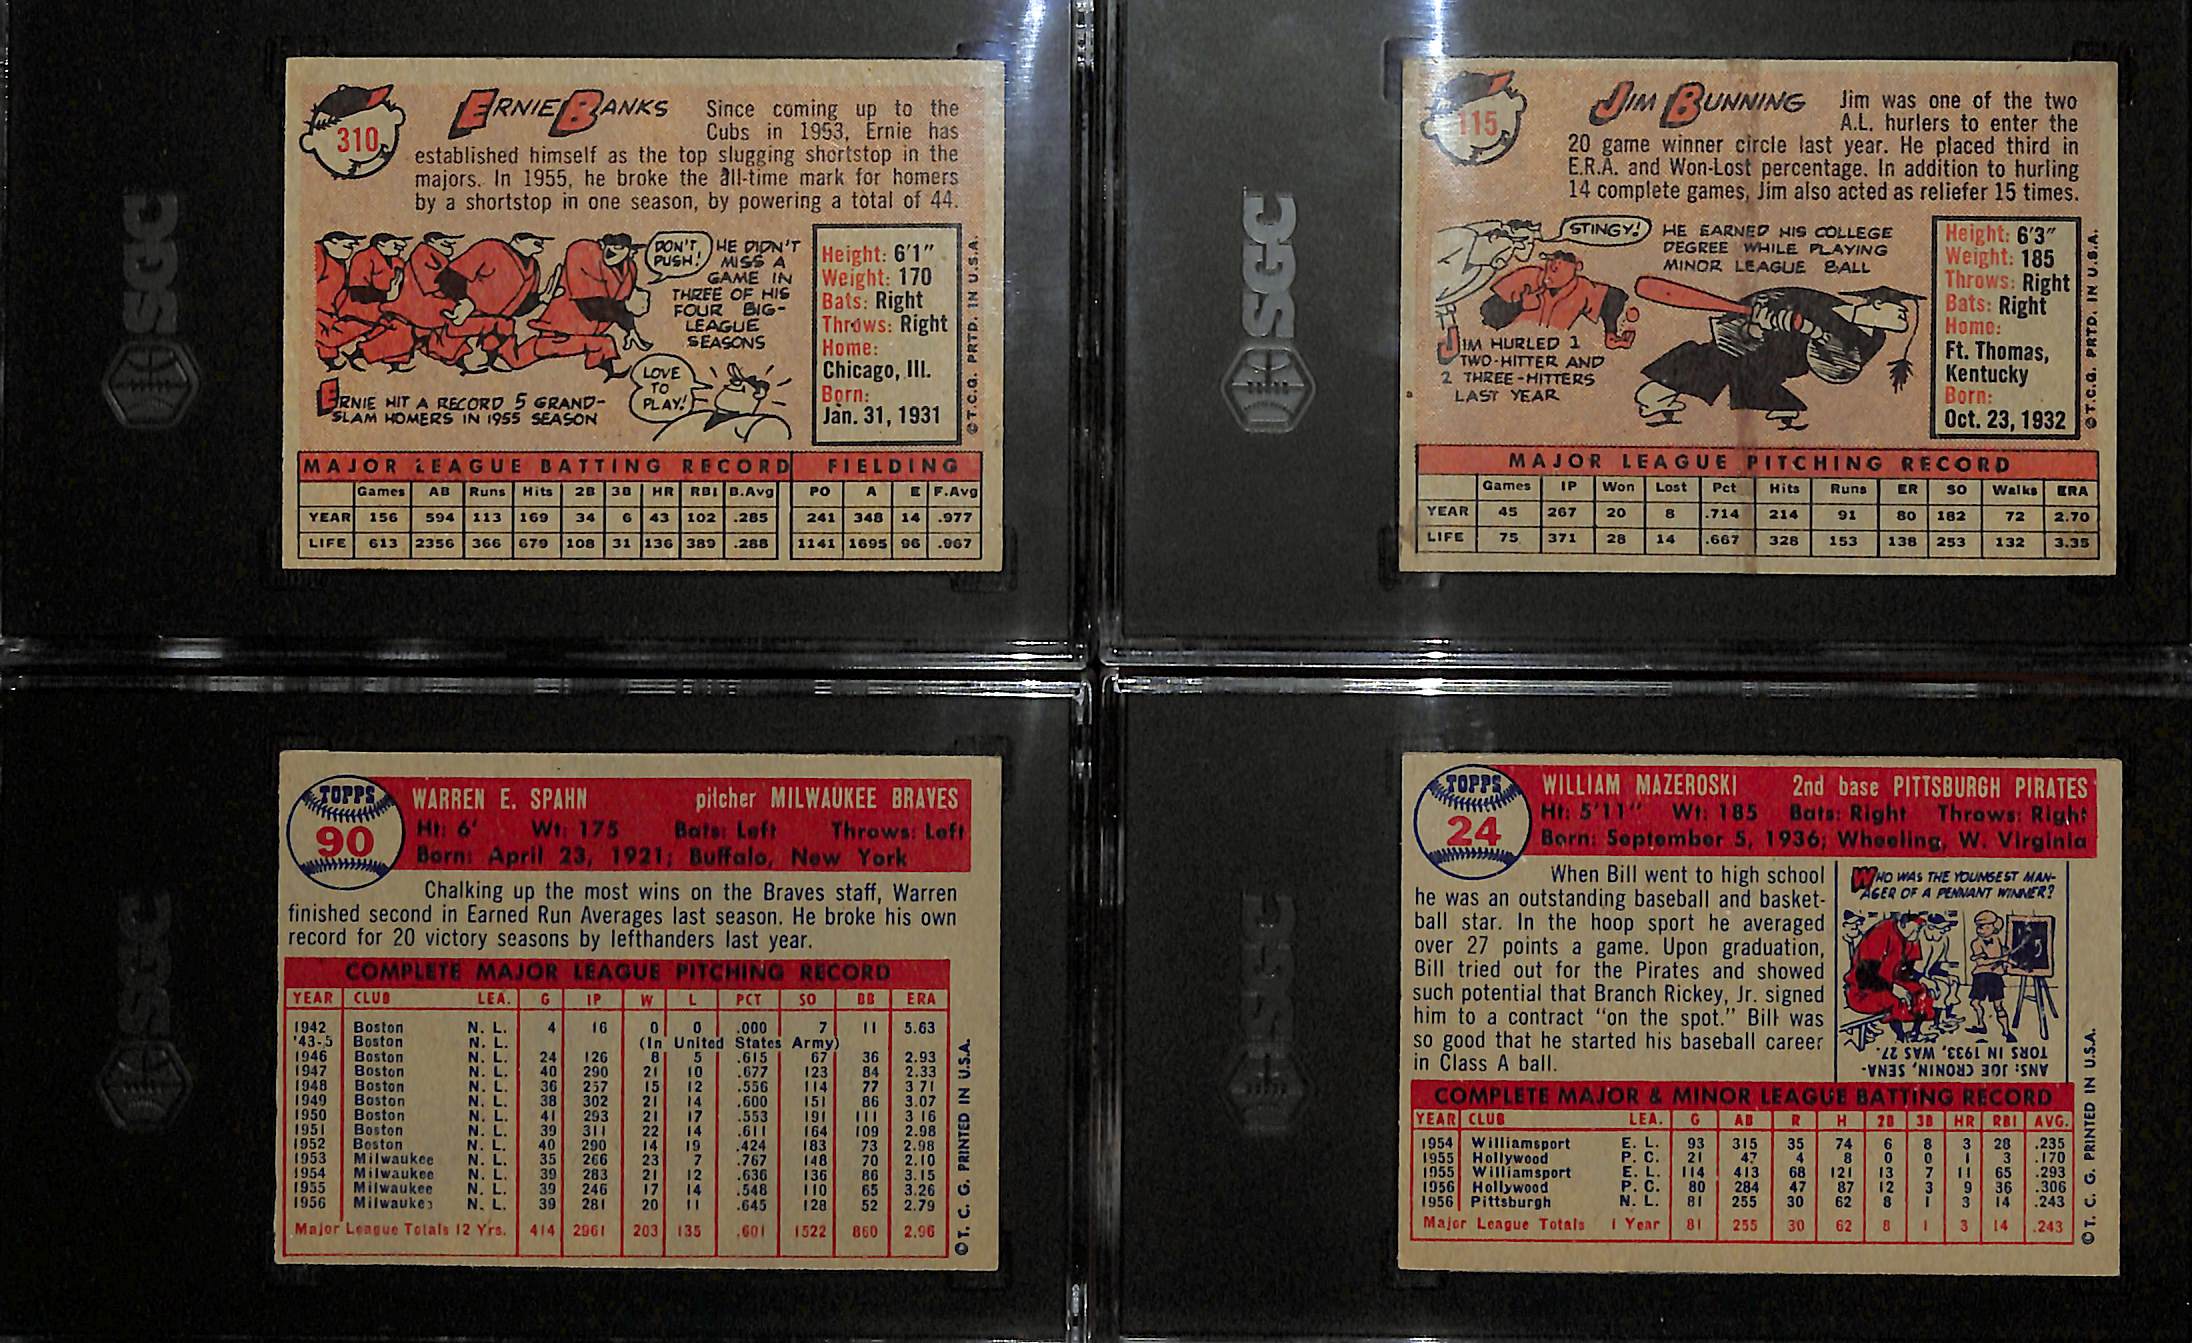 SGC
310
ERNIE BANKS
Since coming up to the
Cubs in 1953, Ernie has
established himself as the top slugging shortstop in the
majors. In 1955, he broke the all-time mark for homers
by a shortstop in one season, by powering a total of 44.
DON'T PUSH!
HE DIDN'T
MISS A
GAME IN
THREE OF HIS
FOUR BIG-
LEAGUE
SEASONS
LOVE
TO
PLAY!
ERNIE HIT A RECORD 5 GRAND-
SLAM HOMERS IN 1955 SEASON
Height: 6'1"
Weight: 170
Bats: Right
Throws: Right
Home:
Chicago, Ill.
Born:
Jan. 31, 1931
© T.C.G. PRTD. IN U.S.A.
MAJOR LEAGUE BATTING RECORD FIELDING
Games AB Runs Hits 2B 3B HR RBI B.Avg PO A E F.Avg
YEAR 156 594 113 169 34 6 43 102 .285 241 348 14 .977
LIFE 613 2356 366 679 108 31 136 389 .288 1141 1695 96 .967
SGC
115
JIM BUNNING
Jim was one of the two
A.L. hurlers to enter the
20 game winner circle last year. He placed third in
E.R.A. and Won-Lost percentage. In addition to hurling
14 complete games, Jim also acted as reliefer 15 times.
STINGY!
HE EARNED HIS COLLEGE
DEGREE WHILE PLAYING
MINOR LEAGUE BALL
JIM HURLED 1
TWO-HITTER AND
2 THREE-HITTERS
LAST YEAR
Height: 6'3"
Weight: 185
Throws: Right
Bats: Right
Home:
Ft. Thomas,
Kentucky
Born:
Oct. 23, 1932
© T.C.G. PRTD. IN U.S.A.
MAJOR LEAGUE PITCHING RECORD
Games IP Won Lost Pct Hits Runs ER SO Walks ERA
YEAR 45 267 20 8 .714 214 91 80 182 72 2.70
LIFE 75 371 28 14 .667 328 153 138 253 132 3.35
SGC
TOPPS
90
WARREN E. SPAHN pitcher MILWAUKEE BRAVES
Ht: 6' Wt: 175 Bats: Left Throws: Left
Born: April 23, 1921; Buffalo, New York
Chalking up the most wins on the Braves staff, Warren
finished second in Earned Run Averages last season. He broke his own
record for 20 victory seasons by lefthanders last year.
COMPLETE MAJOR LEAGUE PITCHING RECORD
YEAR CLUB LEA. G IP W L PCT SO BB ERA
1942 Boston N. L. 4 16 0 0 .000 7 11 5.63
'43-5 Boston N. L. (In United States Army)
1946 Boston N. L. 24 126 8 5 .615 67 36 2.93
1947 Boston N. L. 40 290 21 10 .677 123 84 2.33
1948 Boston N. L. 36 257 15 12 .556 114 77 3.71
1949 Boston N. L. 38 302 21 14 .600 151 86 3.07
1950 Boston N. L. 41 293 21 17 .553 191 111 3.16
1951 Boston N. L. 39 311 22 14 .611 164 109 2.98
1952 Boston N. L. 40 290 14 19 .424 183 73 2.98
1953 Milwaukee N. L. 35 266 23 7 .767 148 70 2.10
1954 Milwaukee N. L. 39 283 21 12 .636 136 86 3.15
1955 Milwaukee N. L. 39 246 17 14 .548 110 65 3.26
1956 Milwaukee N. L. 39 281 20 11 .645 128 52 2.79
Major League Totals 12 Yrs. 414 2961 203 135 .601 1522 860 2.96
© T. C. G. PRINTED IN U.S.A.
SGC
TOPPS
24
WILLIAM MAZEROSKI 2nd base PITTSBURGH PIRATES
Ht: 5'11" Wt: 185 Bats: Right Throws: Right
Born: September 5, 1936; Wheeling, W. Virginia
When Bill went to high school
he was an outstanding baseball and basket-
ball star. In the hoop sport he averaged
over 27 points a game. Upon graduation,
Bill tried out for the Pirates and showed
such potential that Branch Rickey, Jr. signed
him to a contract "on the spot." Bill was
so good that he started his baseball career
in Class A ball.
WHO WAS THE YOUNGEST MAN-
AGER OF A PENNANT WINNER?
ANS: JOE CRONIN, SENA-
TORS IN 1933, WAS 27.
COMPLETE MAJOR & MINOR LEAGUE BATTING RECORD
YEAR CLUB LEA. G AB R H 2B 3B HR RBI AVG.
1954 Williamsport E. L. 93 315 35 74 6 8 3 28 .235
1955 Hollywood P. C. 21 47 4 8 0 0 1 3 .170
1955 Williamsport E. L. 114 413 68 121 13 7 11 65 .293
1956 Hollywood P. C. 80 284 47 87 12 3 9 36 .306
1956 Pittsburgh N. L. 81 255 30 62 8 1 3 14 .243
Major League Totals 1 Year 81 255 30 62 8 1 3 14 .243
© T. C. G. PRINTED IN U.S.A.